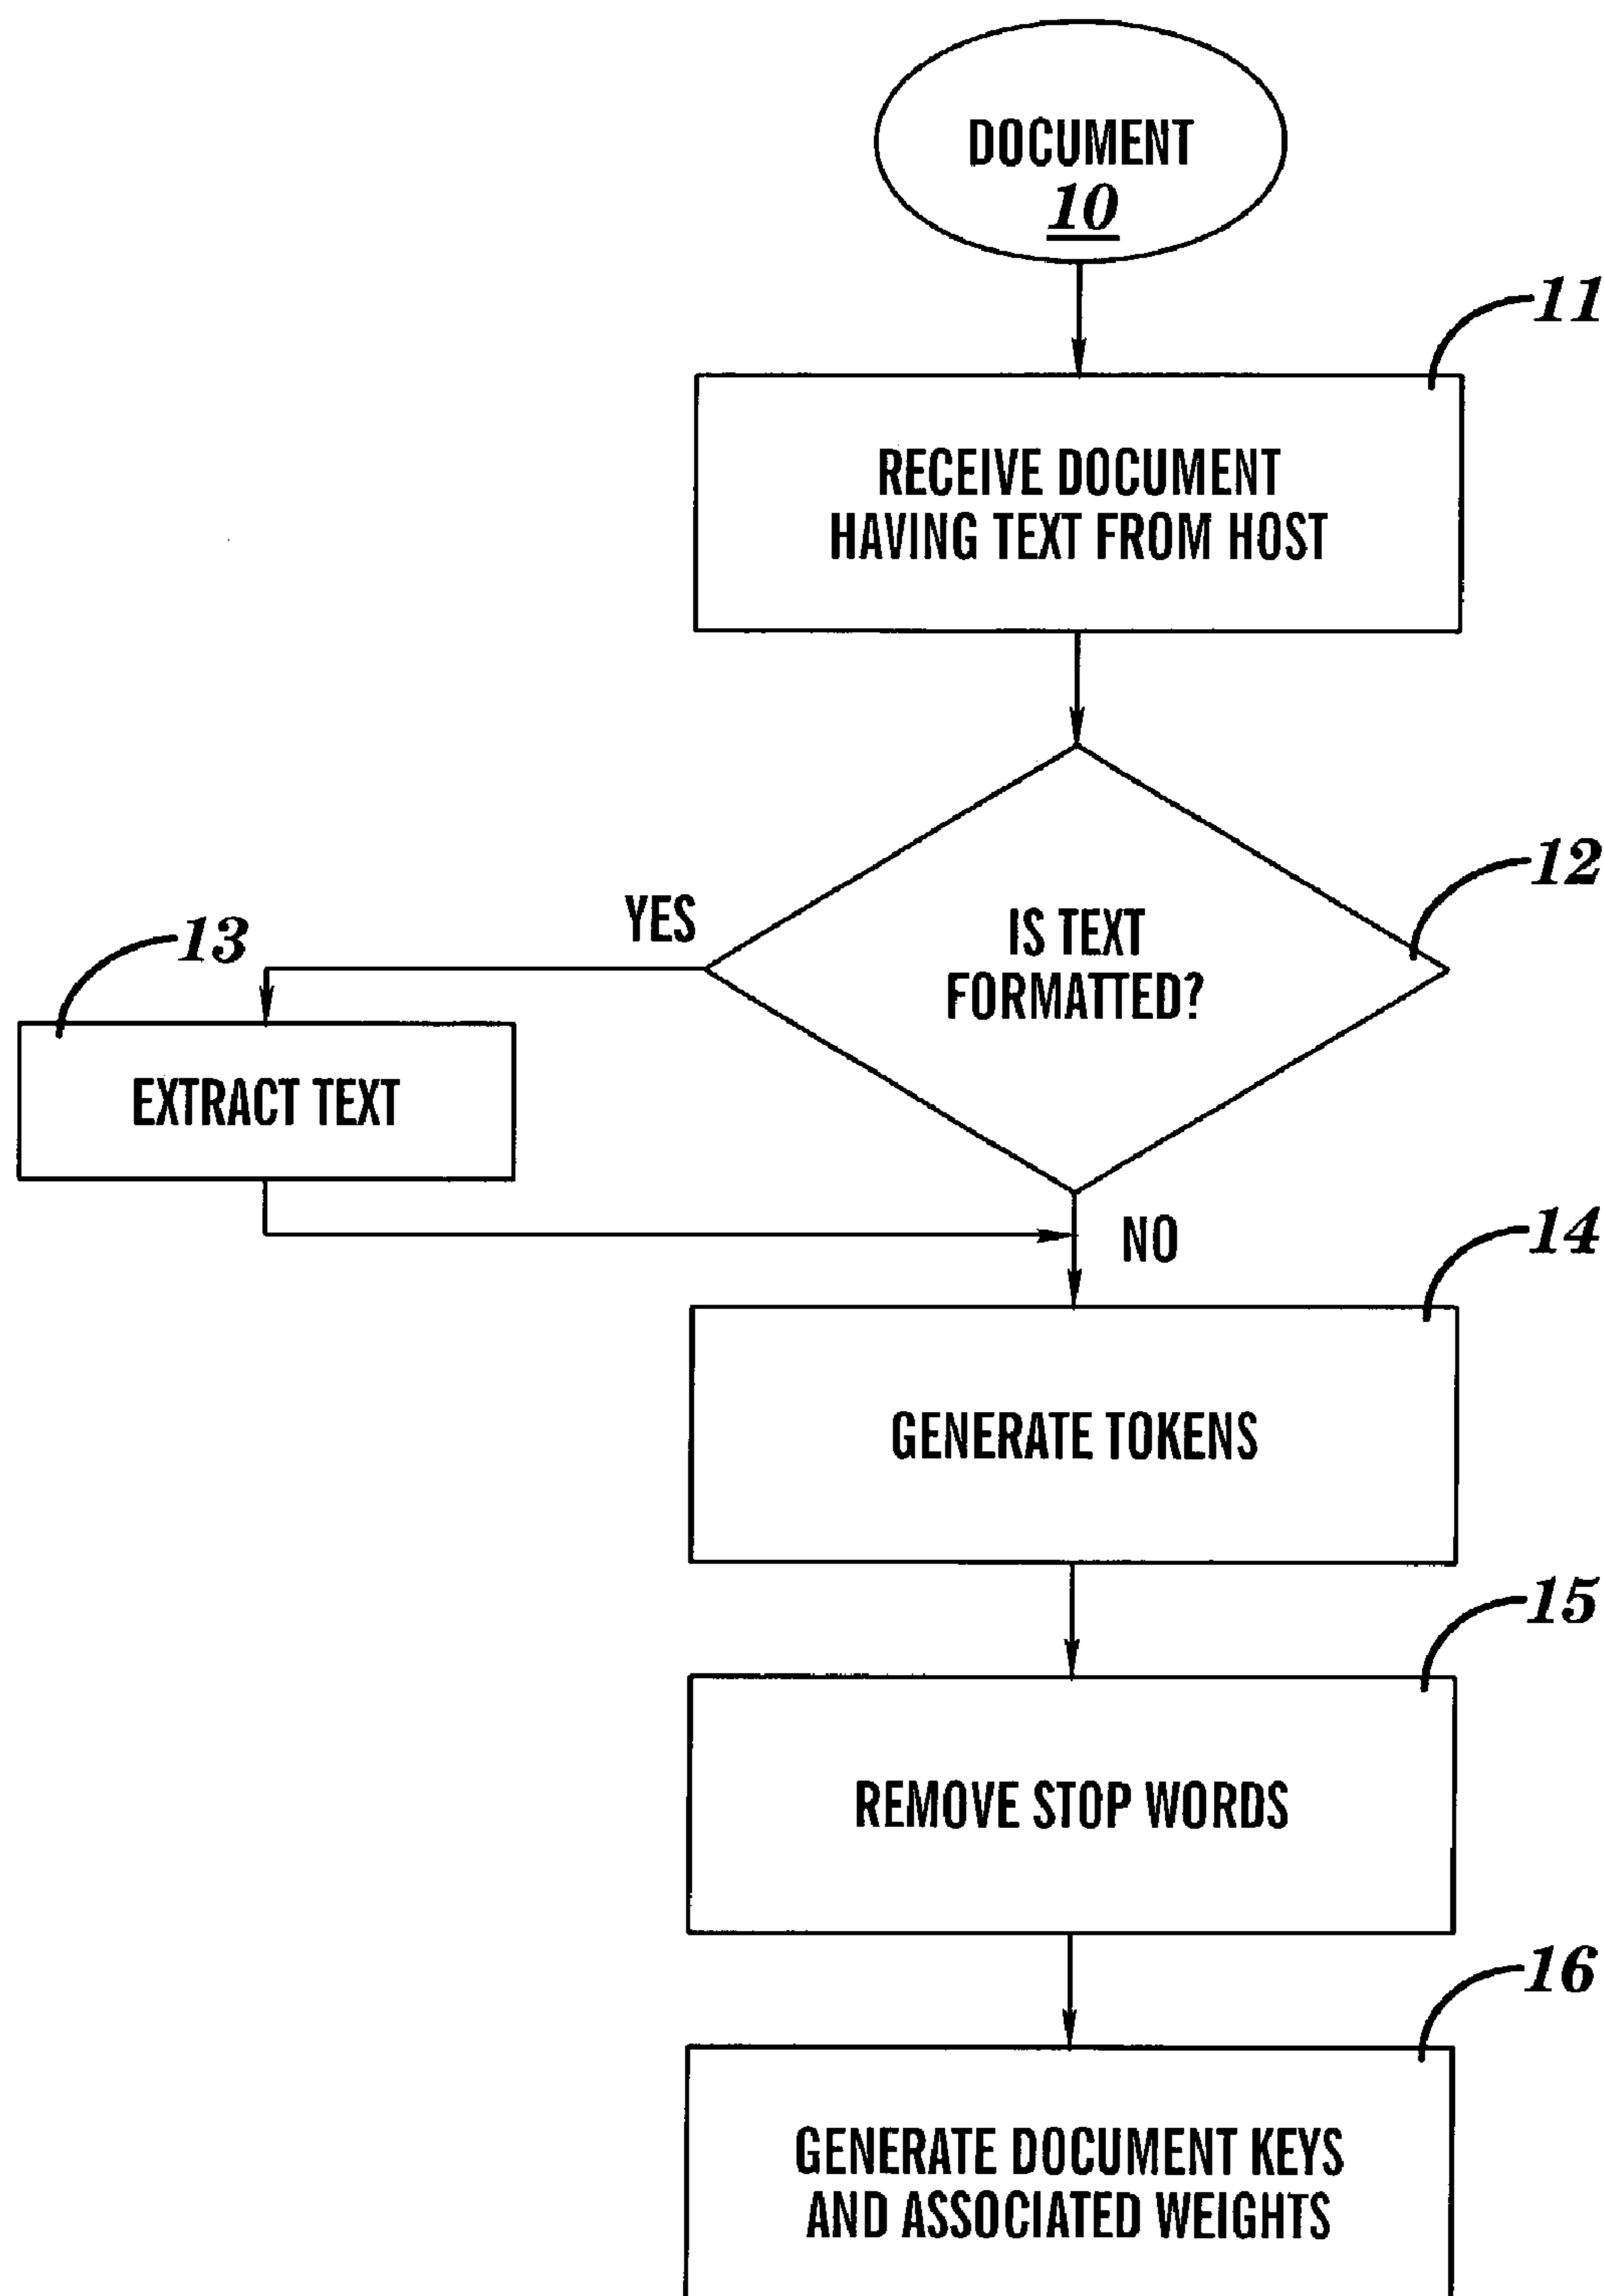 DOCUMENT
10
11
RECEIVE DOCUMENT
HAVING TEXT FROM HOST
12
IS TEXT
FORMATTED?
YES
13
EXTRACT TEXT
NO
14
GENERATE TOKENS
15
REMOVE STOP WORDS
16
GENERATE DOCUMENT KEYS
AND ASSOCIATED WEIGHTS